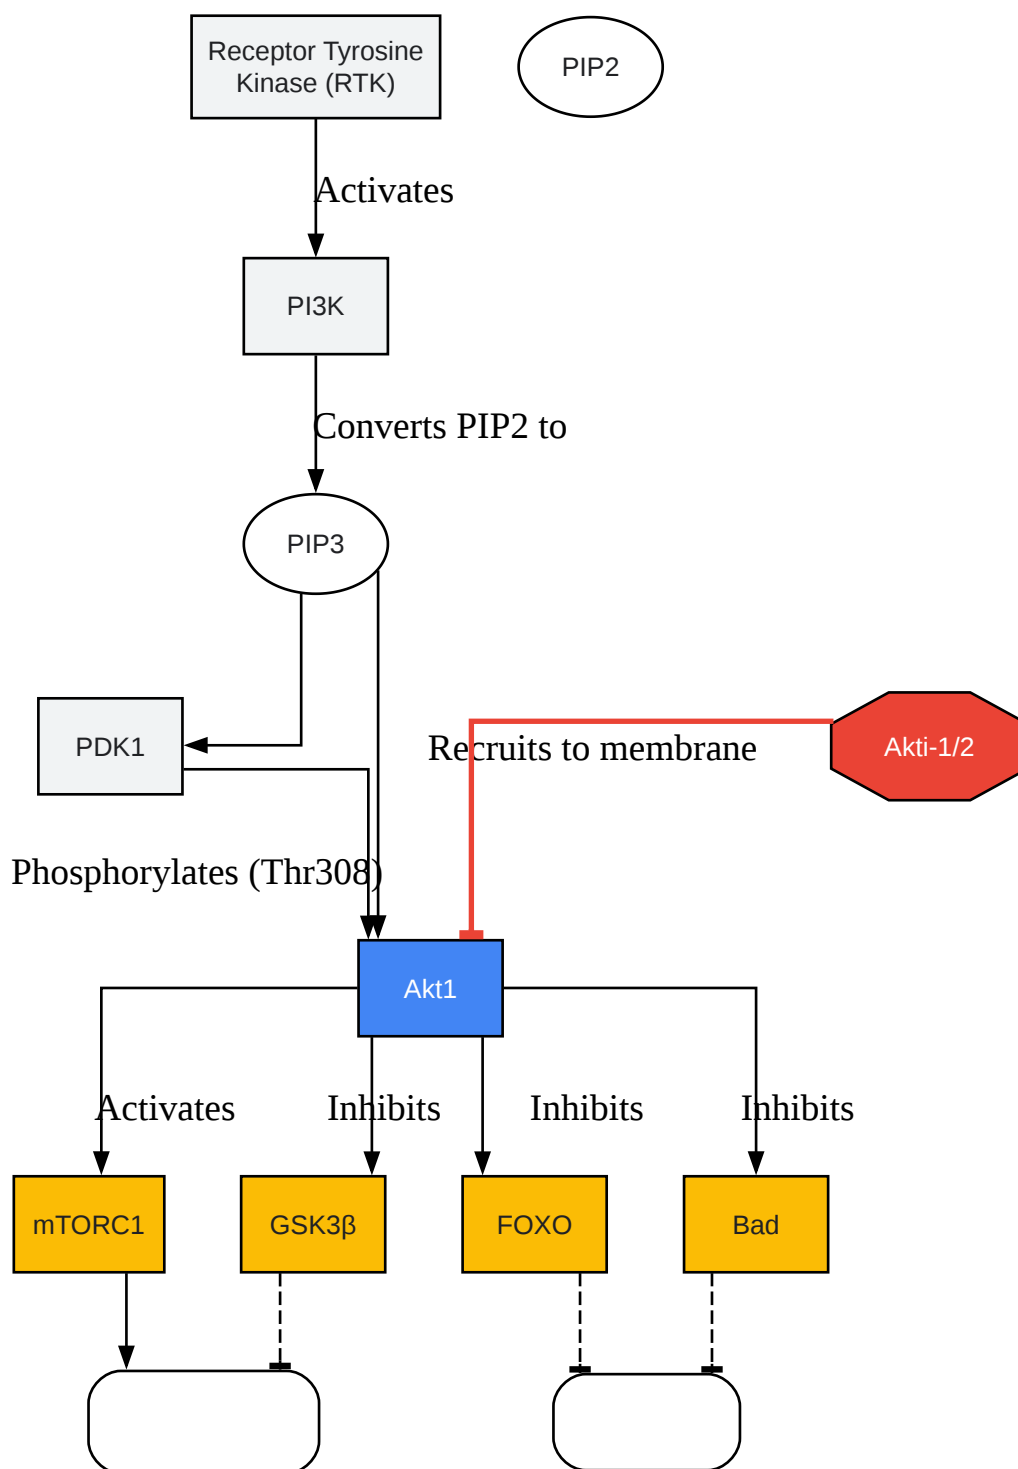 Receptor Tyrosine
Kinase (RTK)
PIP2
Activates
PI3K
Converts PIP2 to
PIP3
PDK1
Recruits to membrane
Akti-1/2
Phosphorylates (Thr308)
Akt1
Activates
Inhibits
Inhibits
Inhibits
mTORC1
GSK3β
FOXO
Bad